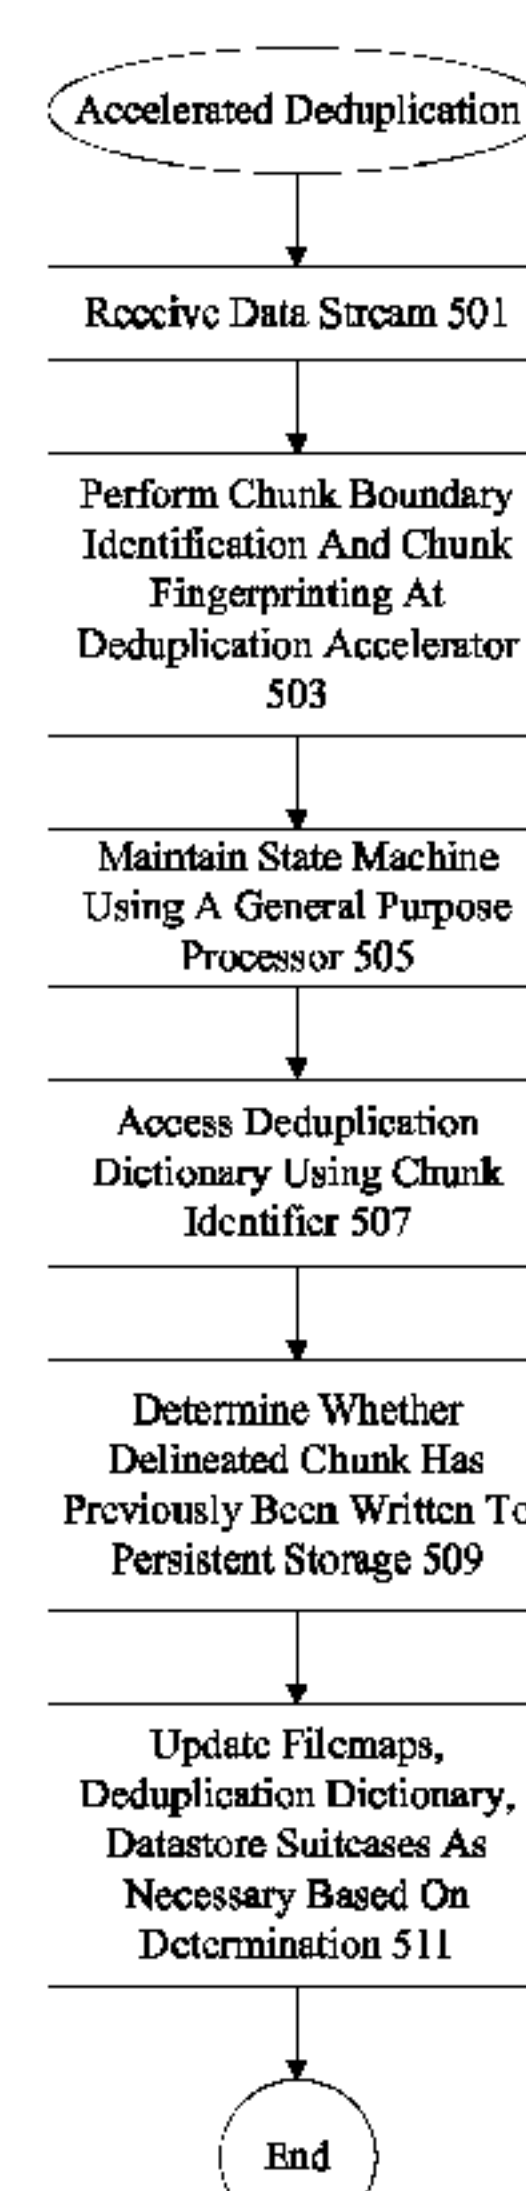 Accelerated Deduplication
Receive Data Stream 501
Perform Chunk Boundary
Identification And Chunk
Fingerprinting At
Deduplication Accelerator
503
Maintain State Machine
Using A General Purpose
Processor 505
Access Deduplication
Dictionary Using Chunk
Identifier 507
Determine Whether
Delineated Chunk Has
Previously Been Written To
Persistent Storage 509
Update Filemaps,
Deduplication Dictionary,
Datastore Suitcases As
Necessary Based On
Determination 511
End